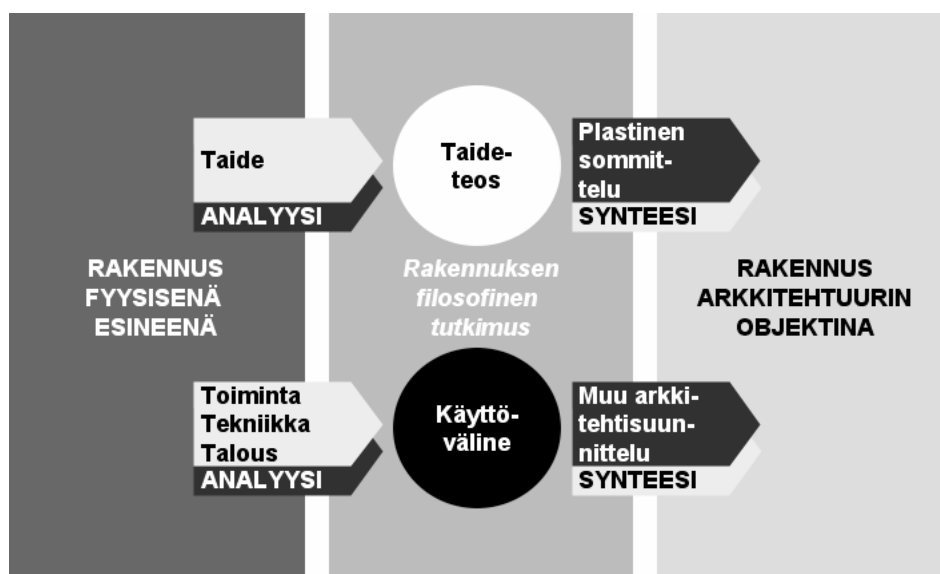 Taide
ANALYYSI
Taide-
teos
Plastinen
sommit-
telu
SYNTEESI
RAKENNUS
FYYSISENÄ
ESINEENÄ
Rakennuksen
filosofinen
tutkimus
RAKENNUS
ARKKITEHTUURIN
OBJEKTINA
Toiminta
Tekniikka
Talous
ANALYYSI
Käyttö-
väline
Muu arkki-
tehtisuun-
nittelu
SYNTEESI